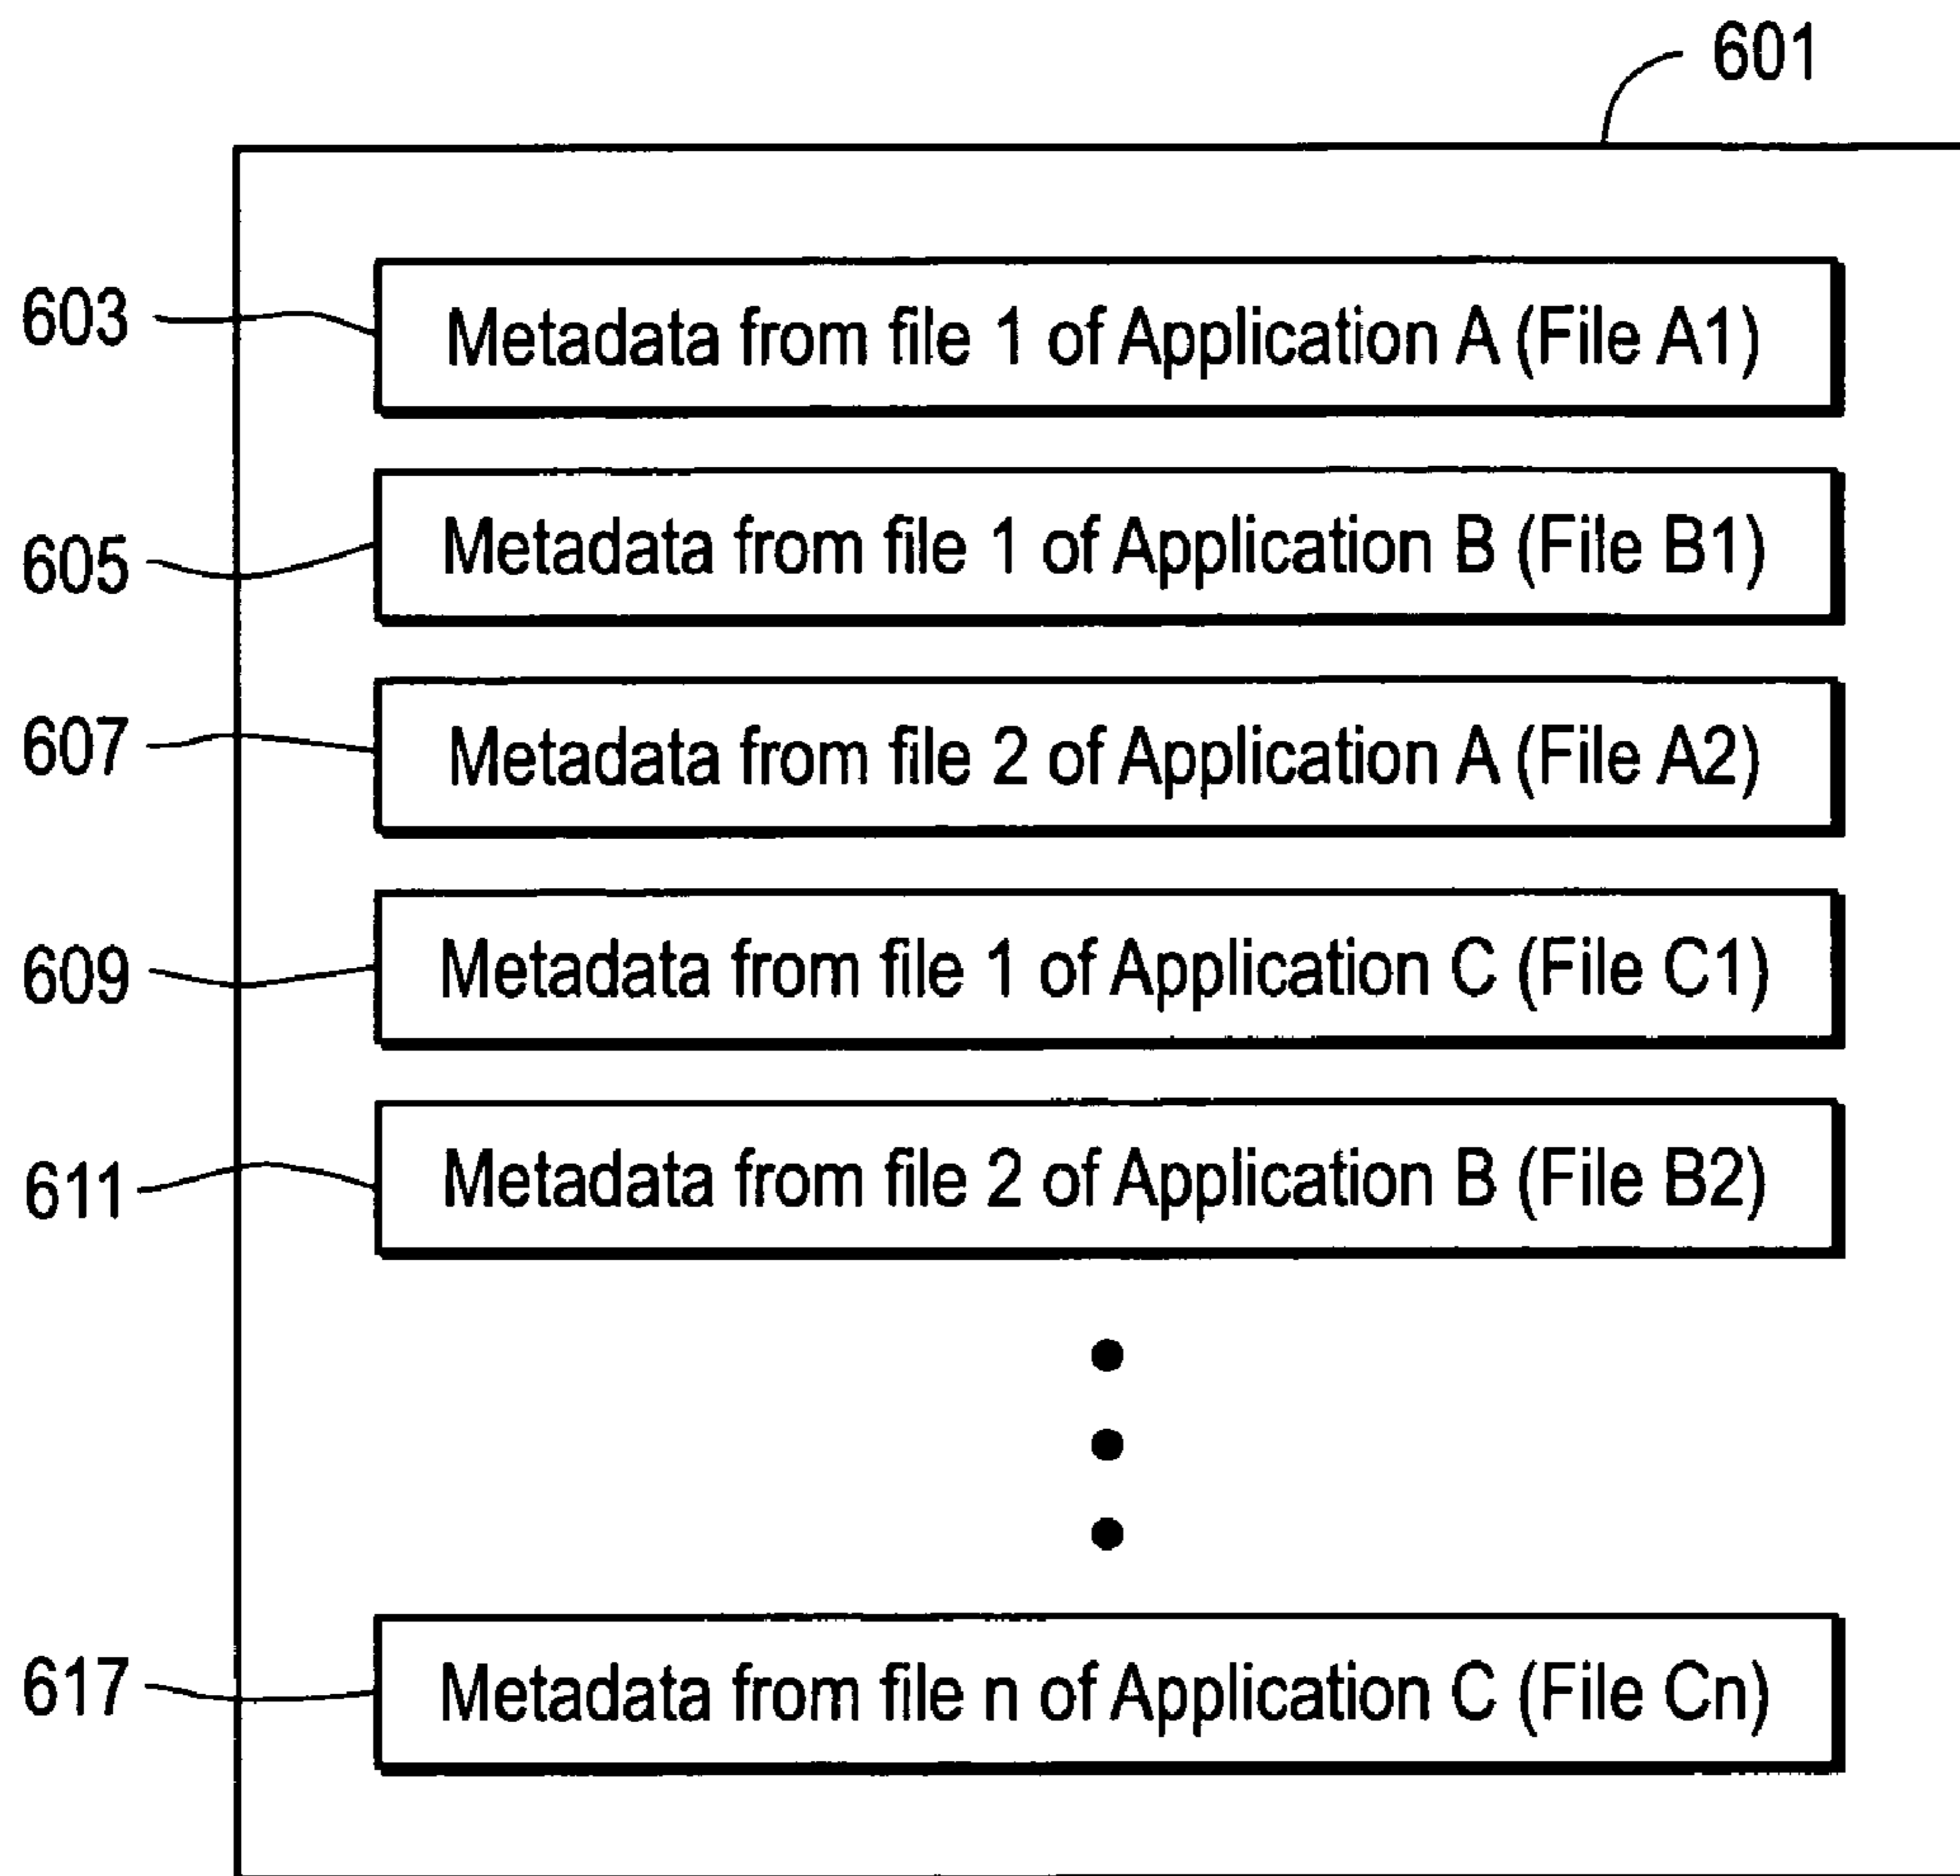 601
603 Metadata from file 1 of Application A (File A1)
605 Metadata from file 1 of Application B (File B1)
607 Metadata from file 2 of Application A (File A2)
609 Metadata from file 1 of Application C (File C1)
611 Metadata from file 2 of Application B (File B2)
617 Metadata from file n of Application C (File Cn)